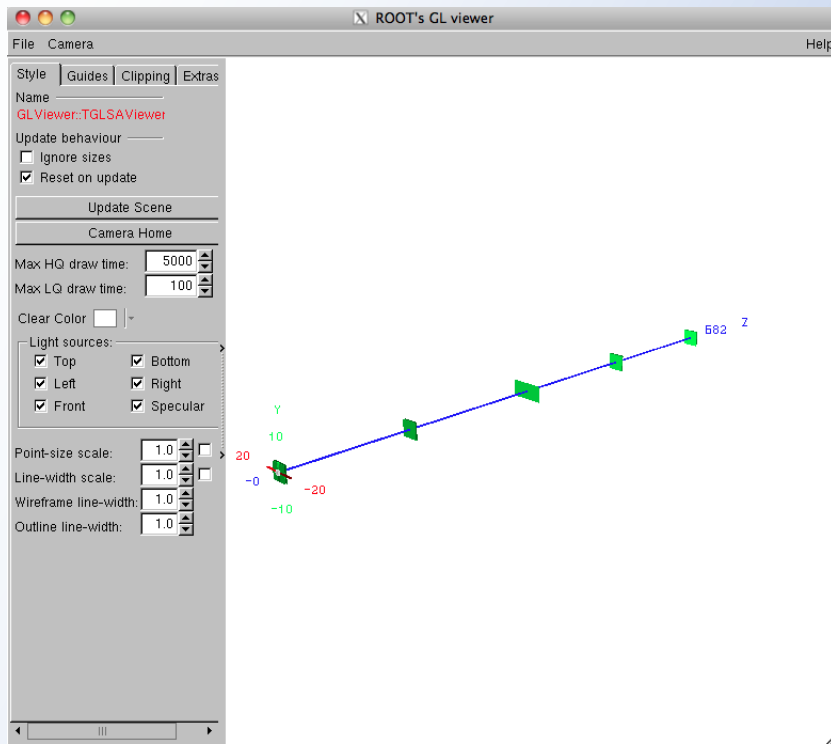 ROOT's GL viewer
File Camera Help
Style Guides Clipping Extras
Name
GLViewer::TGLSAViewer
Update behaviour
Ignore sizes
Reset on update
Update Scene
Camera Home
Max HQ draw time: 5000
Max LQ draw time: 100
Clear Color
Light sources:
Top Bottom
Left Right
Front Specular
Point-size scale: 1.0
Line-width scale: 1.0
Wireframe line-width: 1.0
Outline line-width: 1.0
682 Z
Y
10
20
-0
-20
-10